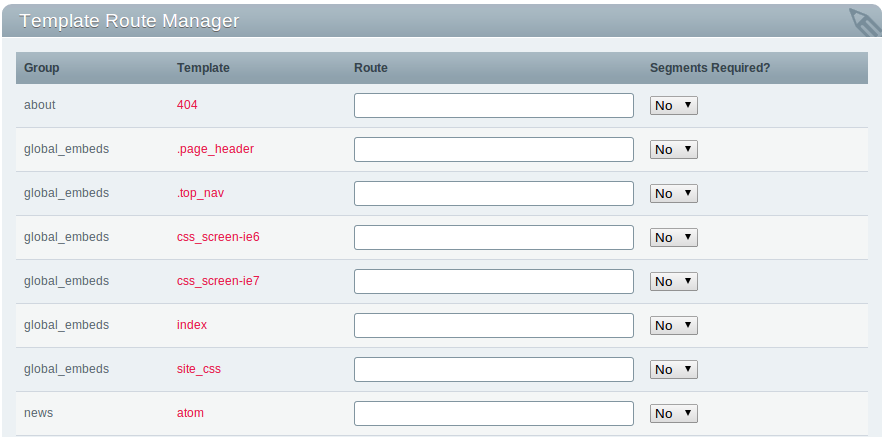 Template Route Manager
Group Template Route Segments Required?
about 404 No
global_embeds .page_header No
global_embeds .top_nav No
global_embeds css_screen-ie6 No
global_embeds css_screen-ie7 No
global_embeds index No
global_embeds site_css No
news atom No